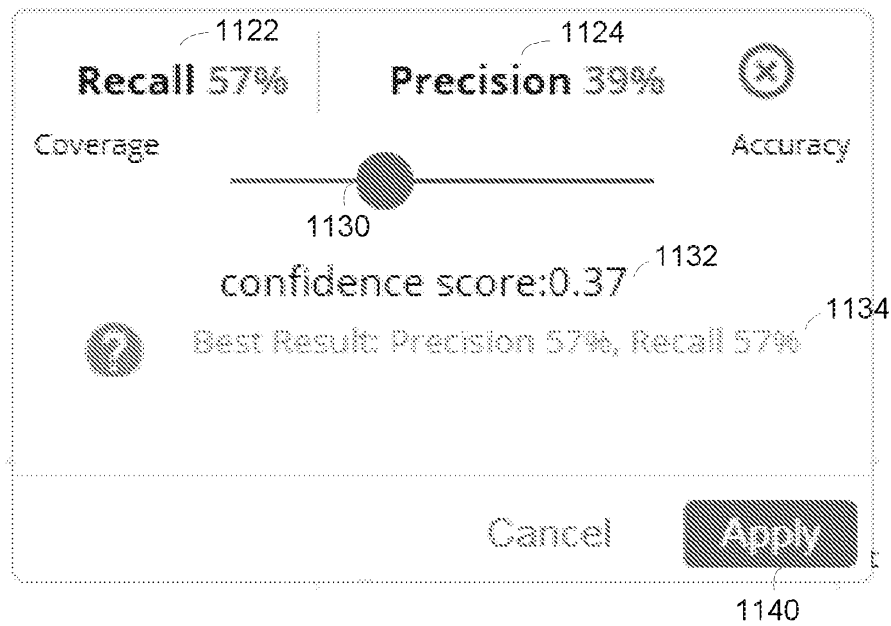 1122 1124
Recall 57% Precision 39%
Coverage Accuracy
1130
confidence score:0.37 1132
1134
? Best Result: Precision 57%, Recall 57%
Cancel Apply
1140